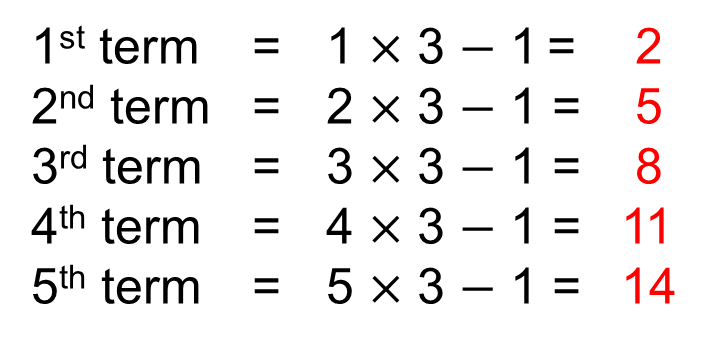 1st term = 1 × 3 – 1 = 2
2nd term = 2 × 3 – 1 = 5
3rd term = 3 × 3 – 1 = 8
4th term = 4 × 3 – 1 = 11
5th term = 5 × 3 – 1 = 14